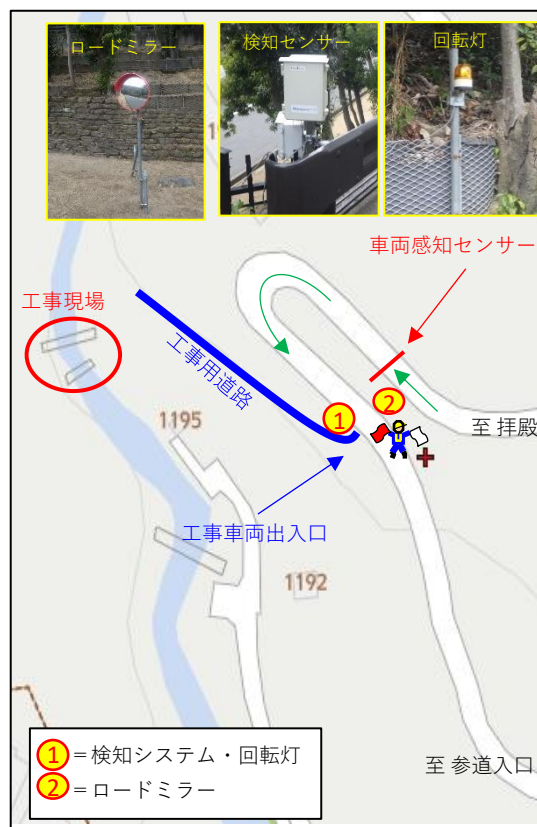 ロードミラー
検知センサー
回転灯
車両感知センサー
工事現場
工事用道路
2
1
至 拝殿
1195
工事車両出入口
1192
1=検知システム・回転灯
2=ロードミラー
至 参道入口